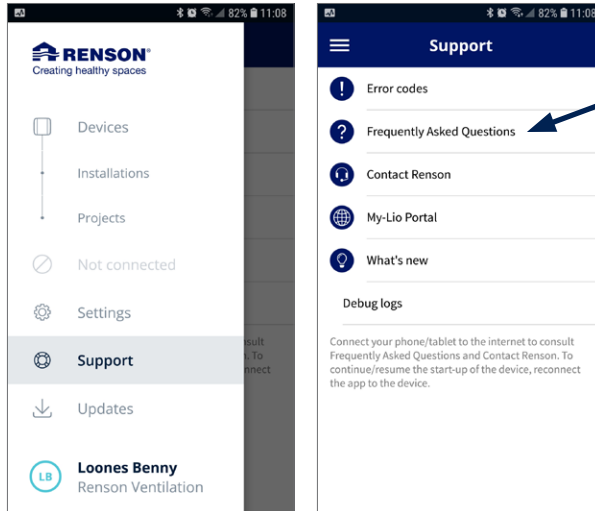 82% 11:08
RENSON®
Creating healthy spaces
Devices
Installations
Projects
Not connected
Settings
Support
Updates
LB
Loones Benny
Renson Ventilation
sult
. To
nnect
82% 11:08
Support
Error codes
Frequently Asked Questions
Contact Renson
My-Lio Portal
What's new
Debug logs
Connect your phone/tablet to the internet to consult
Frequently Asked Questions and Contact Renson. To
continue/resume the start-up of the device, reconnect
the app to the device.